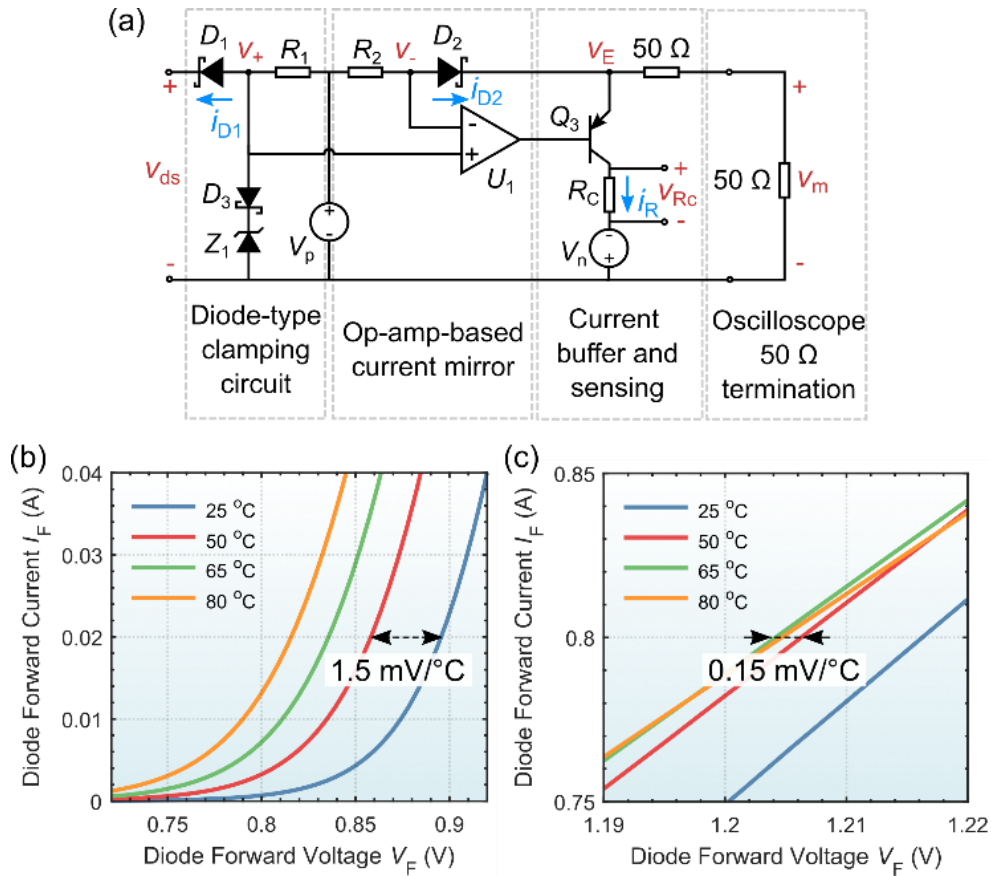 (a)
D1
v+
R1
R2
v-
D2
vE
50 Ω
+
iD1
iD2
-
+
U1
Q3
+
vds
D3
Z1
+
-
Vp
RC
iR
vRc
+
-
-
+
Vn
50 Ω
vm
-
-
Diode-type
clamping
circuit
Op-amp-based
current mirror
Current
buffer and
sensing
Oscilloscope
50 Ω
termination
(b)
Diode Forward Current IF (A)
0.04
0.03
0.02
0.01
0
25 °C
50 °C
65 °C
80 °C
1.5 mV/°C
0.75
0.8
0.85
0.9
Diode Forward Voltage VF (V)
(c)
Diode Forward Current IF (A)
0.85
0.8
0.75
25 °C
50 °C
65 °C
80 °C
0.15 mV/°C
1.19
1.2
1.21
1.22
Diode Forward Voltage VF (V)